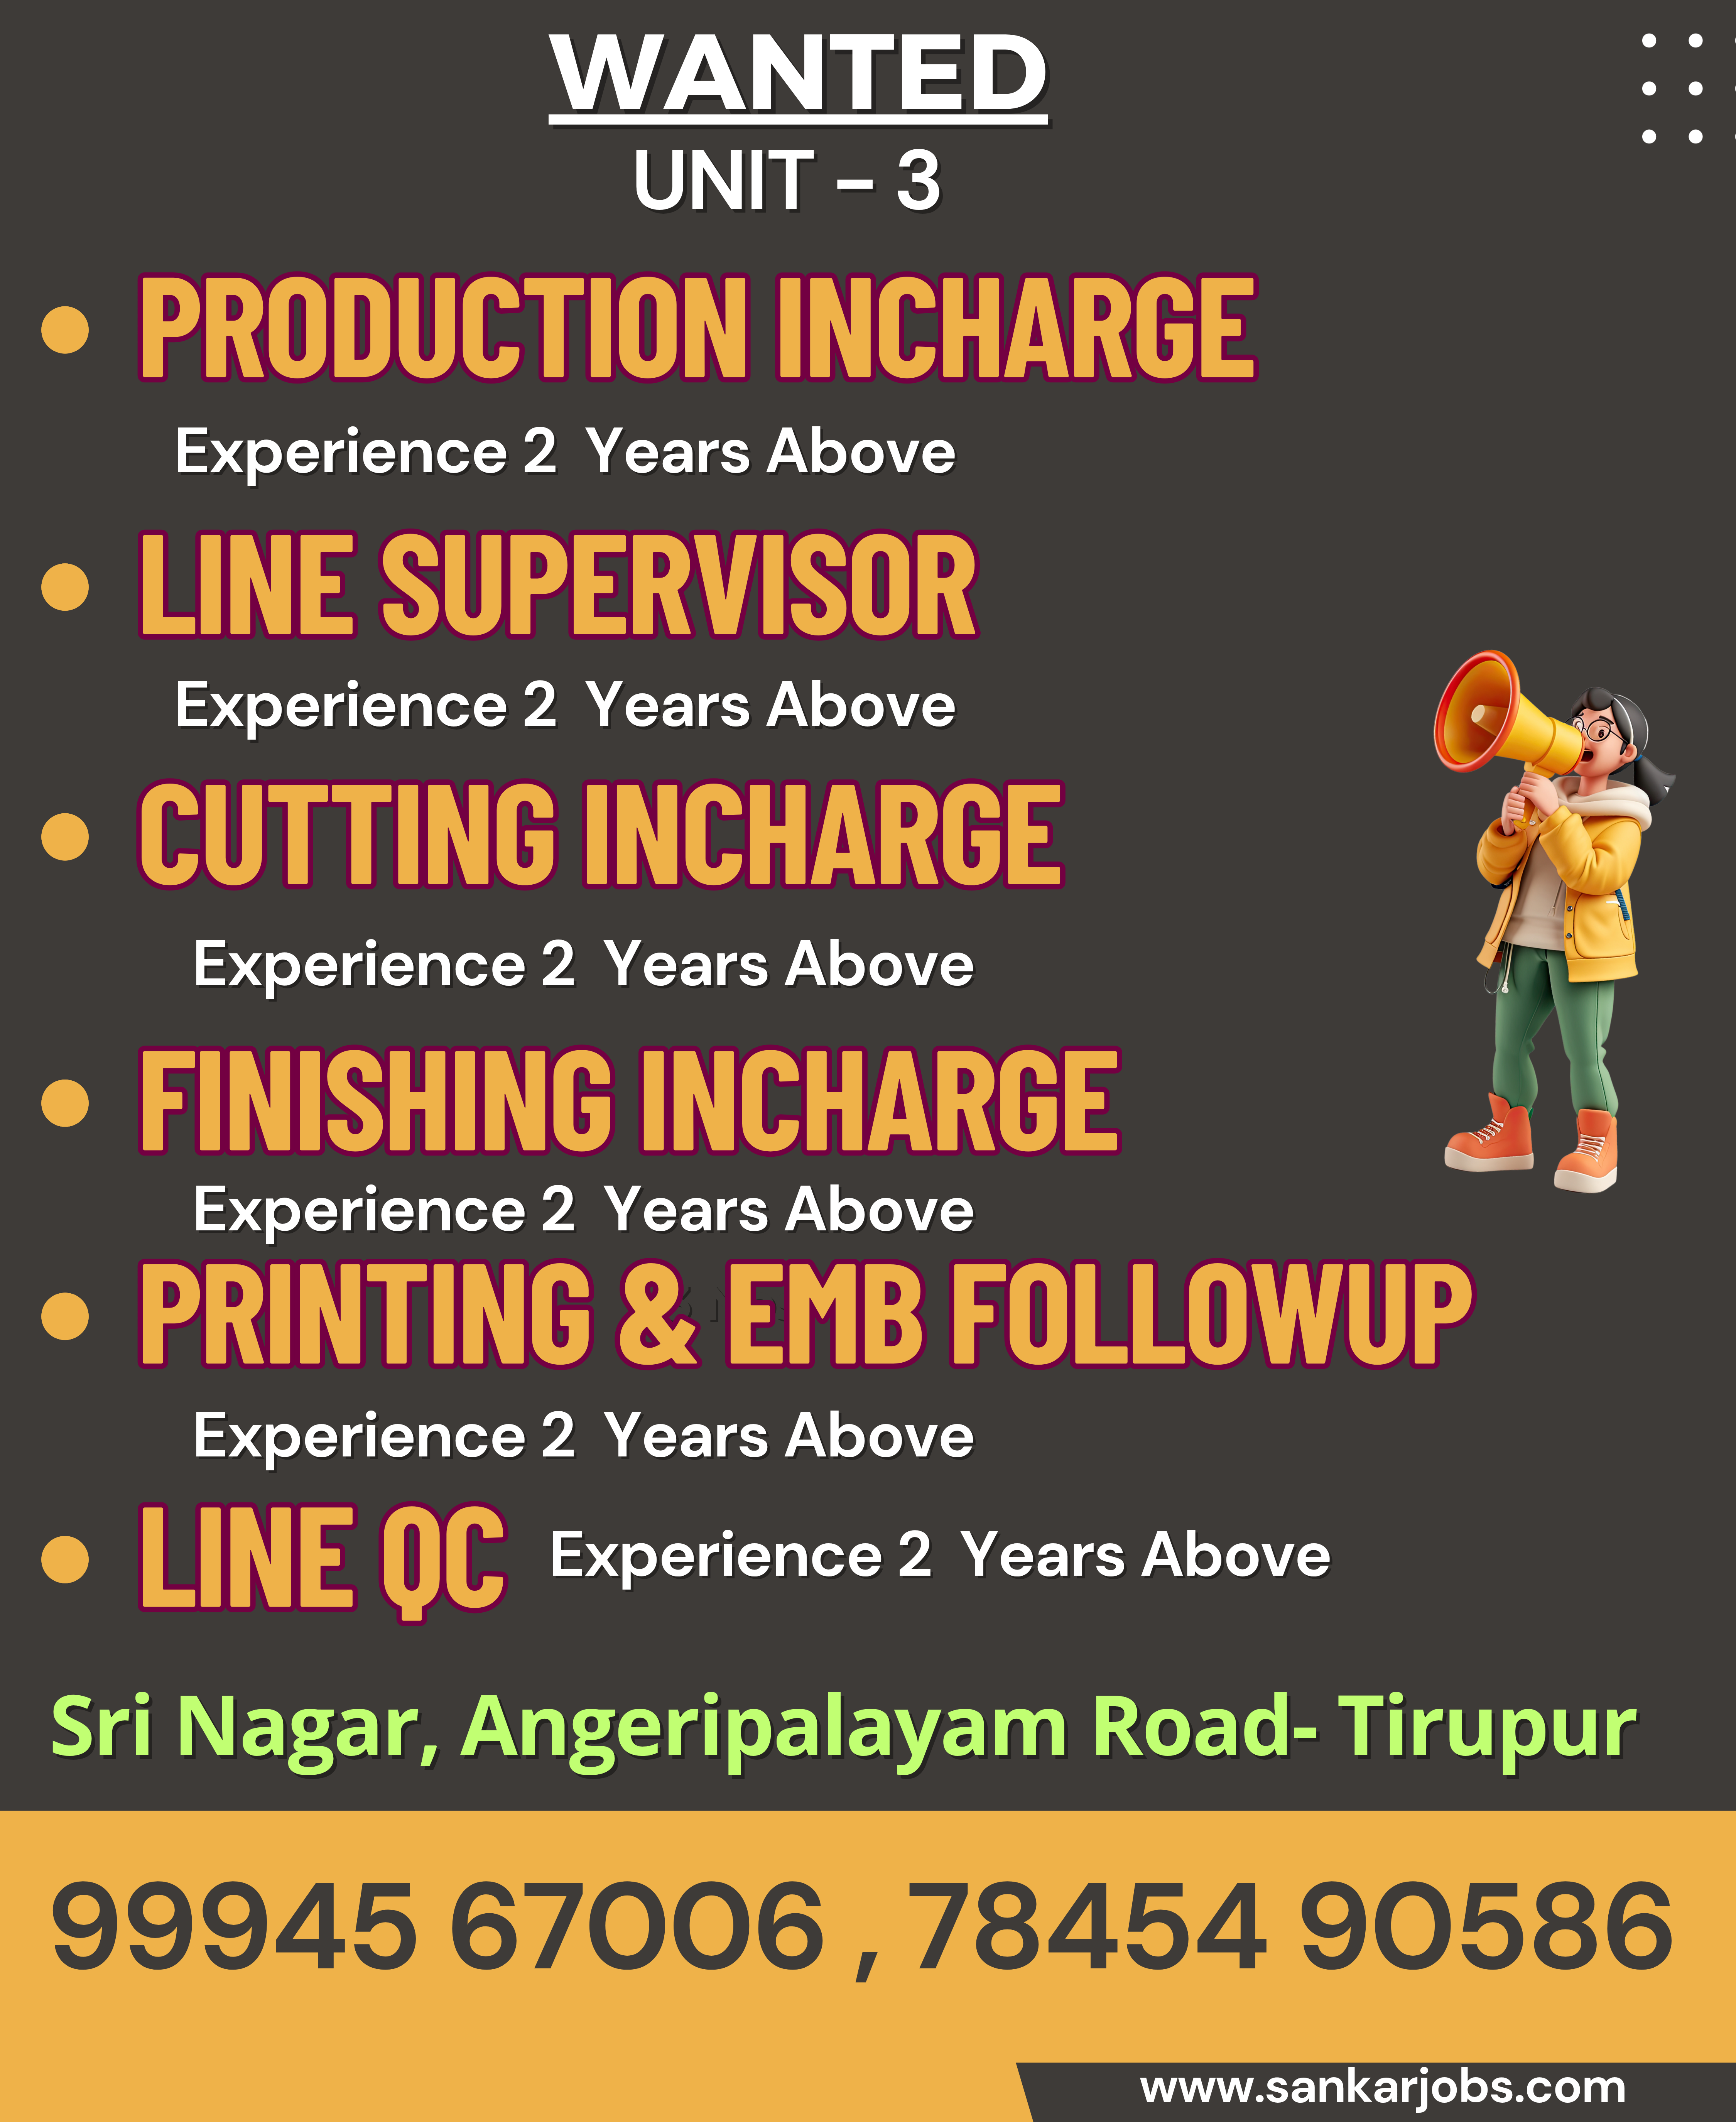 WANTED
UNIT – 3
PRODUCTION INCHARGE
Experience 2 Years Above
LINE SUPERVISOR
Experience 2 Years Above
CUTTING INCHARGE
Experience 2 Years Above
FINISHING INCHARGE
Experience 2 Years Above
PRINTING & EMB FOLLOWUP
Experience 2 Years Above
LINE QC Experience 2 Years Above
Sri Nagar, Angeripalayam Road- Tirupur
99945 67006 , 78454 90586
www.sankarjobs.com